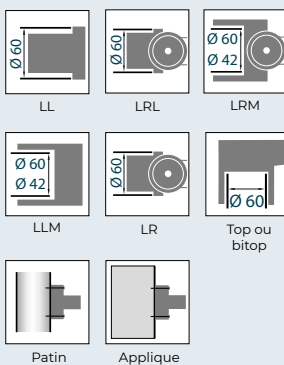 Ø 60
LL
Ø 60
LRL
Ø 60
Ø 42
LRM
Ø 60
Ø 42
LLM
Ø 60
LR
Ø 60
Top ou
bitop
Patin
Applique